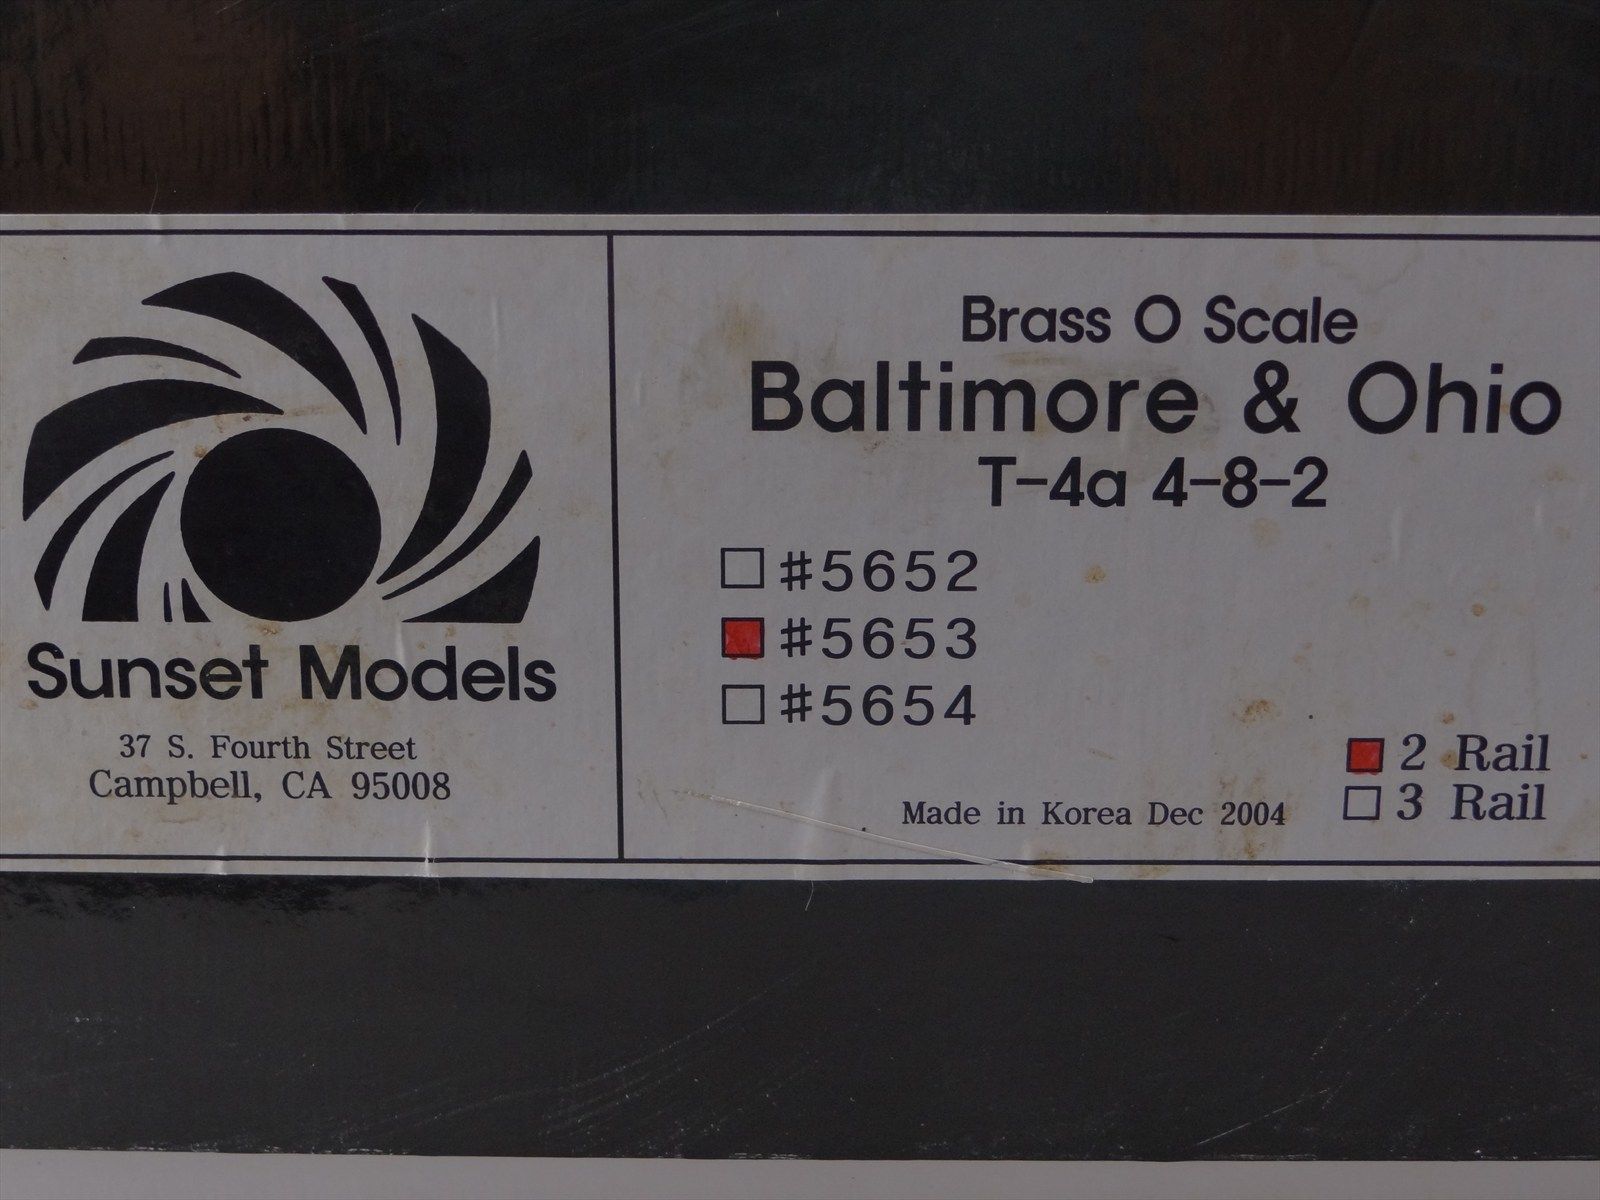 Sunset Models
37 S. Fourth Street
Campbell, CA 95008
Brass O Scale
Baltimore & Ohio
T-4a 4-8-2
#5652
#5653
#5654
Made in Korea Dec 2004
2 Rail
3 Rail